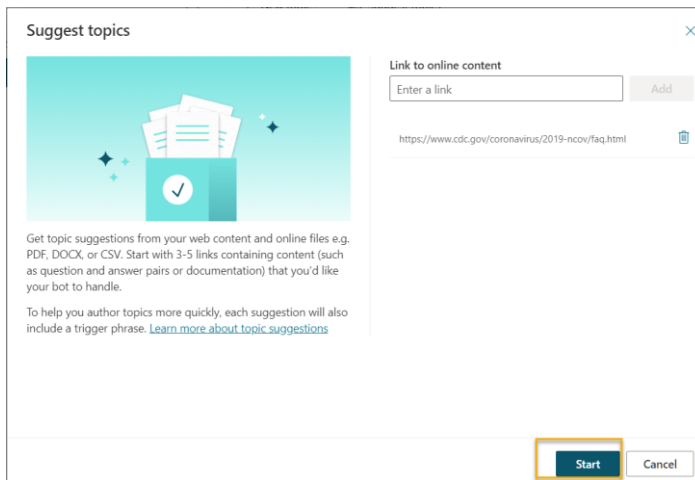 Suggest topics
Link to online content
Enter a link
Add
https://www.cdc.gov/coronavirus/2019-ncov/faq.html
Get topic suggestions from your web content and online files e.g.
PDF, DOCX, or CSV. Start with 3-5 links containing content (such
as question and answer pairs or documentation) that you'd like
your bot to handle.
To help you author topics more quickly, each suggestion will also
include a trigger phrase. Learn more about topic suggestions
Start
Cancel